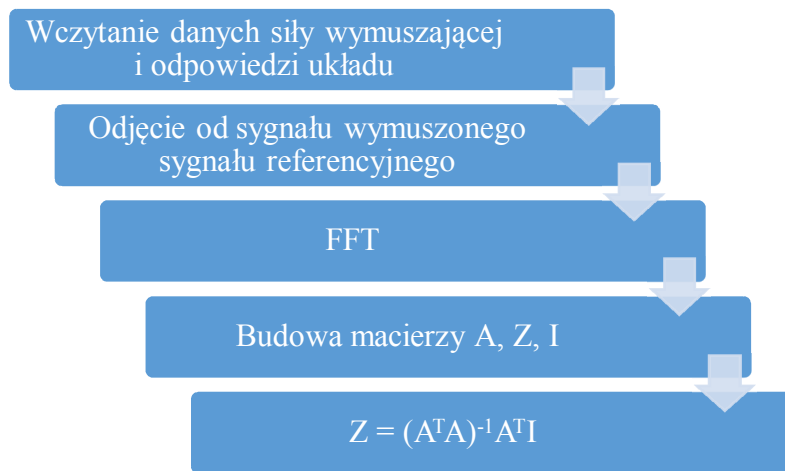 Wczytanie danych siły wymuszającej
i odpowiedzi układu
Odjęcie od sygnału wymuszonego
sygnału referencyjnego
FFT
Budowa macierzy A, Z, I
Z = (AᵀA)⁻¹AᵀI